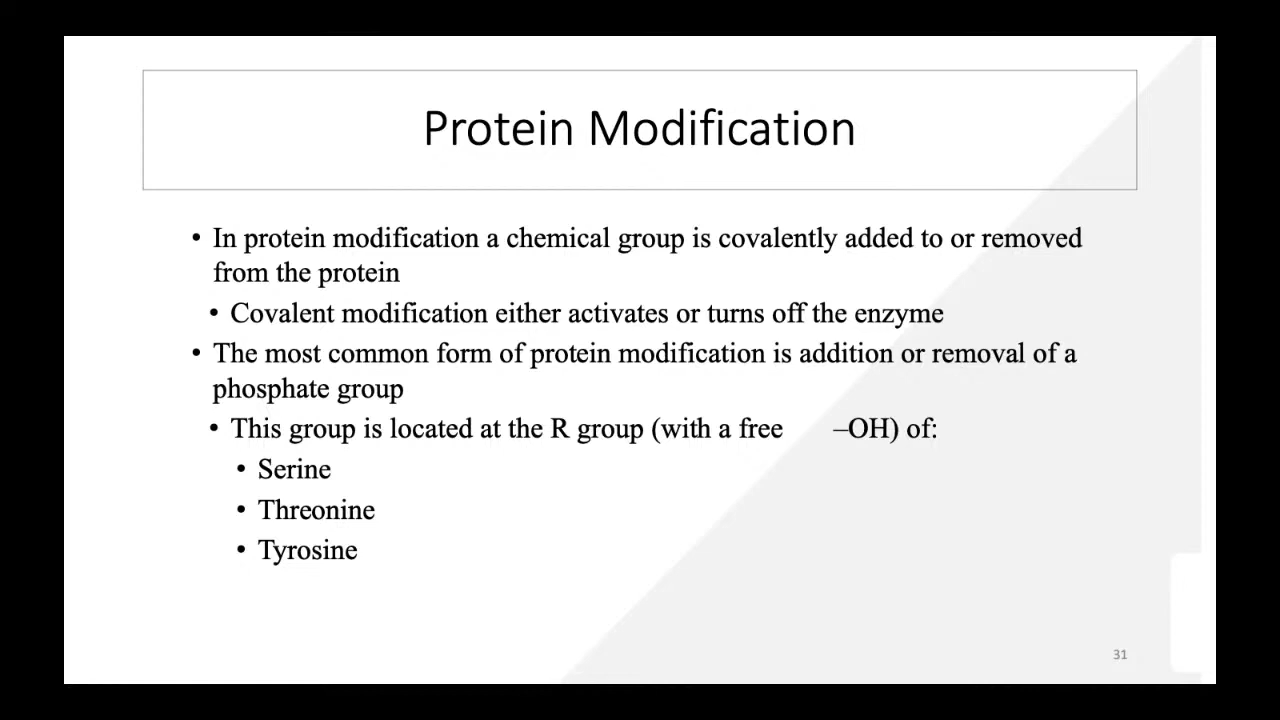 Protein Modification
• In protein modification a chemical group is covalently added to or removed
from the protein
• Covalent modification either activates or turns off the enzyme
• The most common form of protein modification is addition or removal of a
phosphate group
• This group is located at the R group (with a free –OH) of:
• Serine
• Threonine
• Tyrosine
31